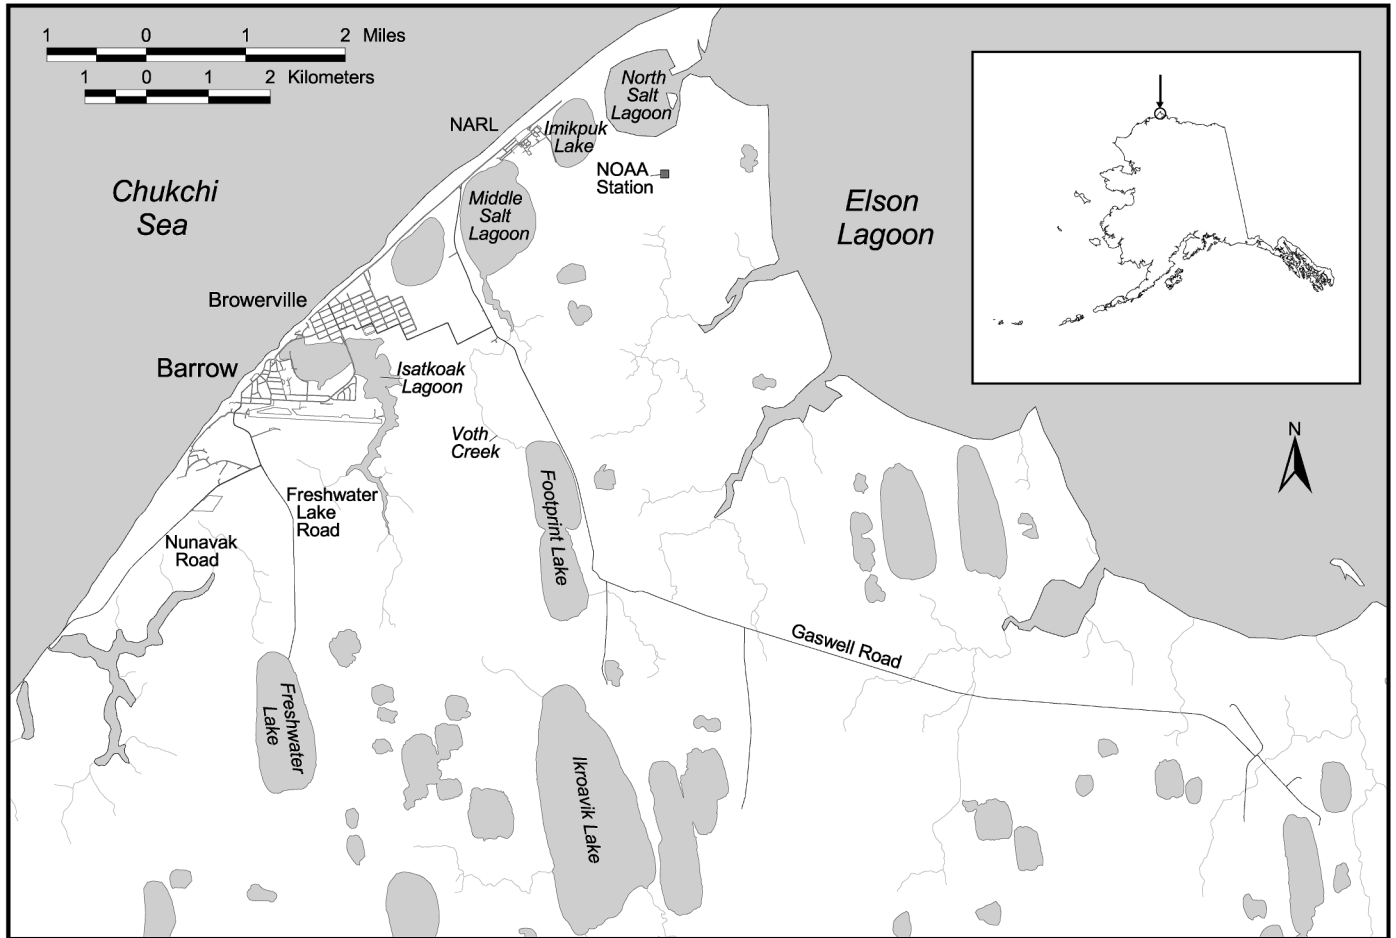 1 0 1 2 Miles
1 0 1 2 Kilometers
North
Salt
Lagoon
NARL
Imikpuk
Lake
NOAA
Station
Chukchi
Sea
Middle
Salt
Lagoon
Elson
Lagoon
Browerville
Barrow
Isatkoak
Lagoon
Voth
Creek
N
Footprint Lake
Freshwater
Lake
Road
Nunavak
Road
Gaswell Road
Freshwater
Lake
Ikroavik Lake